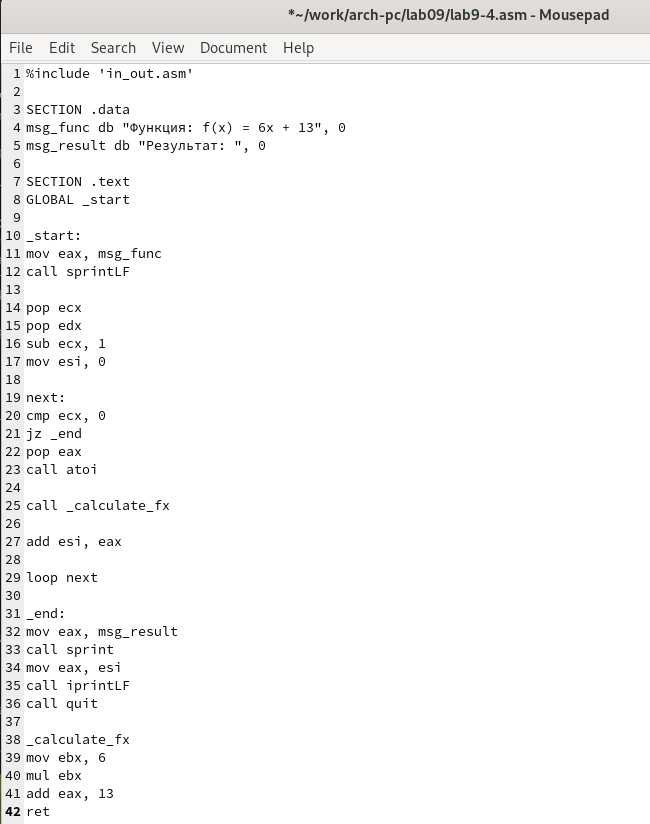 *~/work/arch-pc/lab09/lab9-4.asm - Mousepad
File Edit Search View Document Help
1 %include 'in_out.asm'
2
3 SECTION .data
4 msg_func db "Функция: f(x) = 6x + 13", 0
5 msg_result db "Результат: ", 0
6
7 SECTION .text
8 GLOBAL _start
9
10 _start:
11 mov eax, msg_func
12 call sprintLF
13
14 pop ecx
15 pop edx
16 sub ecx, 1
17 mov esi, 0
18
19 next:
20 cmp ecx, 0
21 jz _end
22 pop eax
23 call atoi
24
25 call _calculate_fx
26
27 add esi, eax
28
29 loop next
30
31 _end:
32 mov eax, msg_result
33 call sprint
34 mov eax, esi
35 call iprintLF
36 call quit
37
38 _calculate_fx
39 mov ebx, 6
40 mul ebx
41 add eax, 13
42 ret